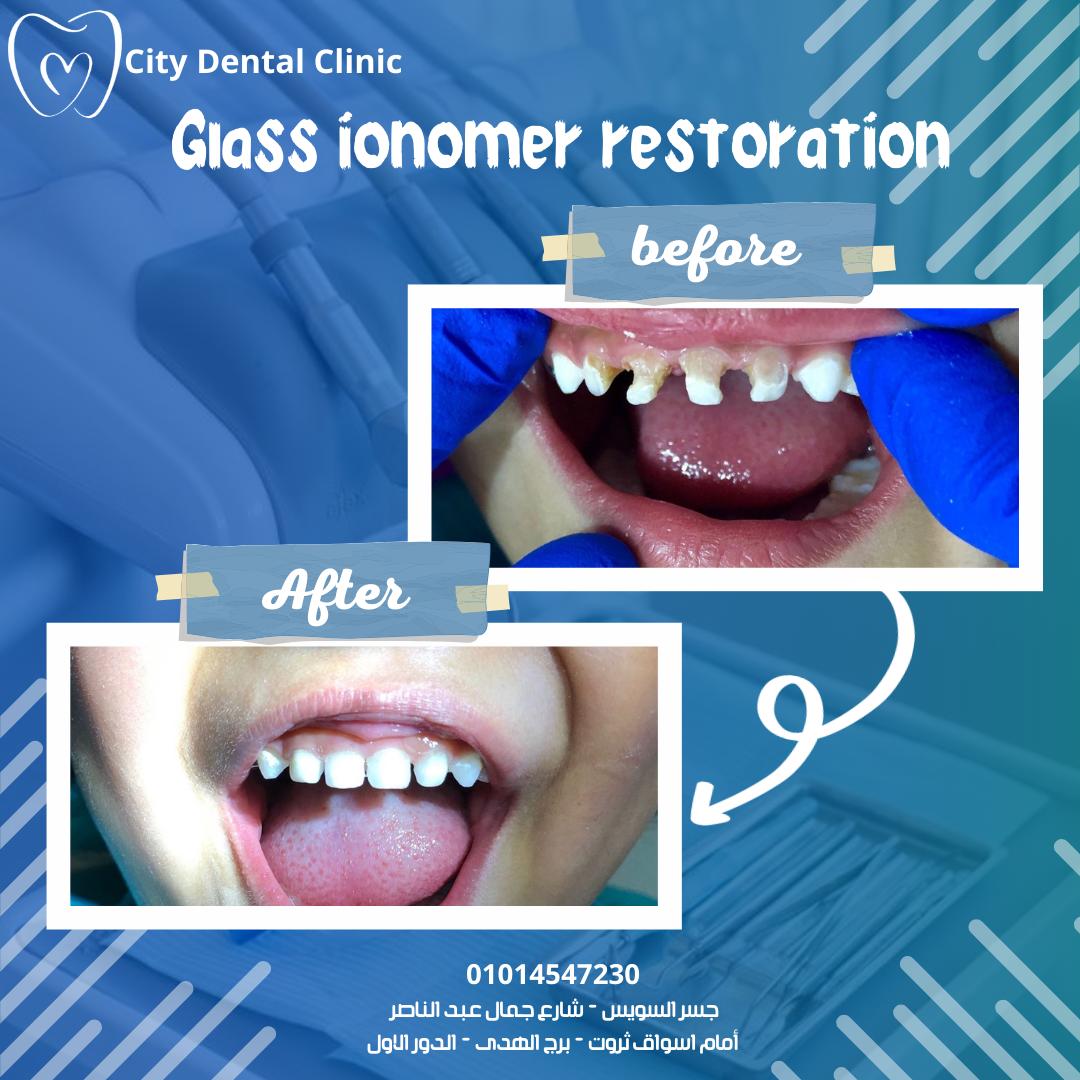 City Dental Clinic
Glass ionomer restoration
before
After
01014547230
جسر السويس - شارع جمال عبد الناصر
أمام اسواق ثروت - برج الهدى - الدور الاول